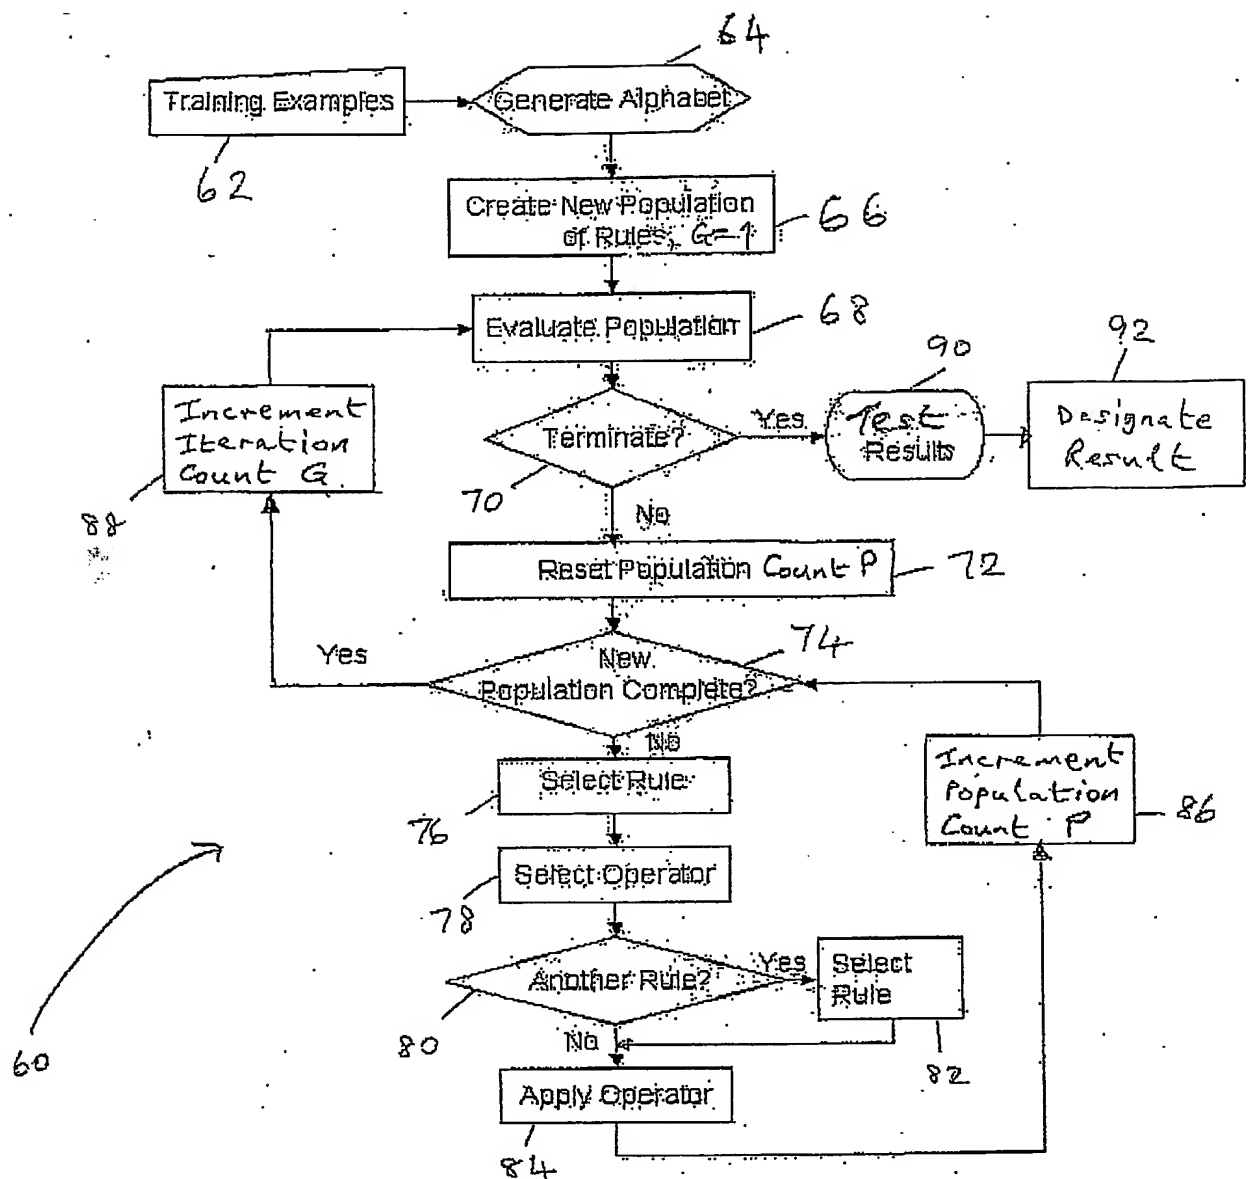 64
Training Examples
Generate Alphabet
62
Create New Population
of Rules, G=1
66
Evaluate Population
68
90
92
Increment
Iteration
Count G
Terminate?
Yes
Test
Results
Designate
Result
88
70
No
Reset Population Count P
72
Yes
New
Population Complete?
74
No
Select Rule
76
Increment
Population
Count P
86
Select Operator
78
Another Rule?
Yes
Select
Rule
80
No
82
60
Apply Operator
84